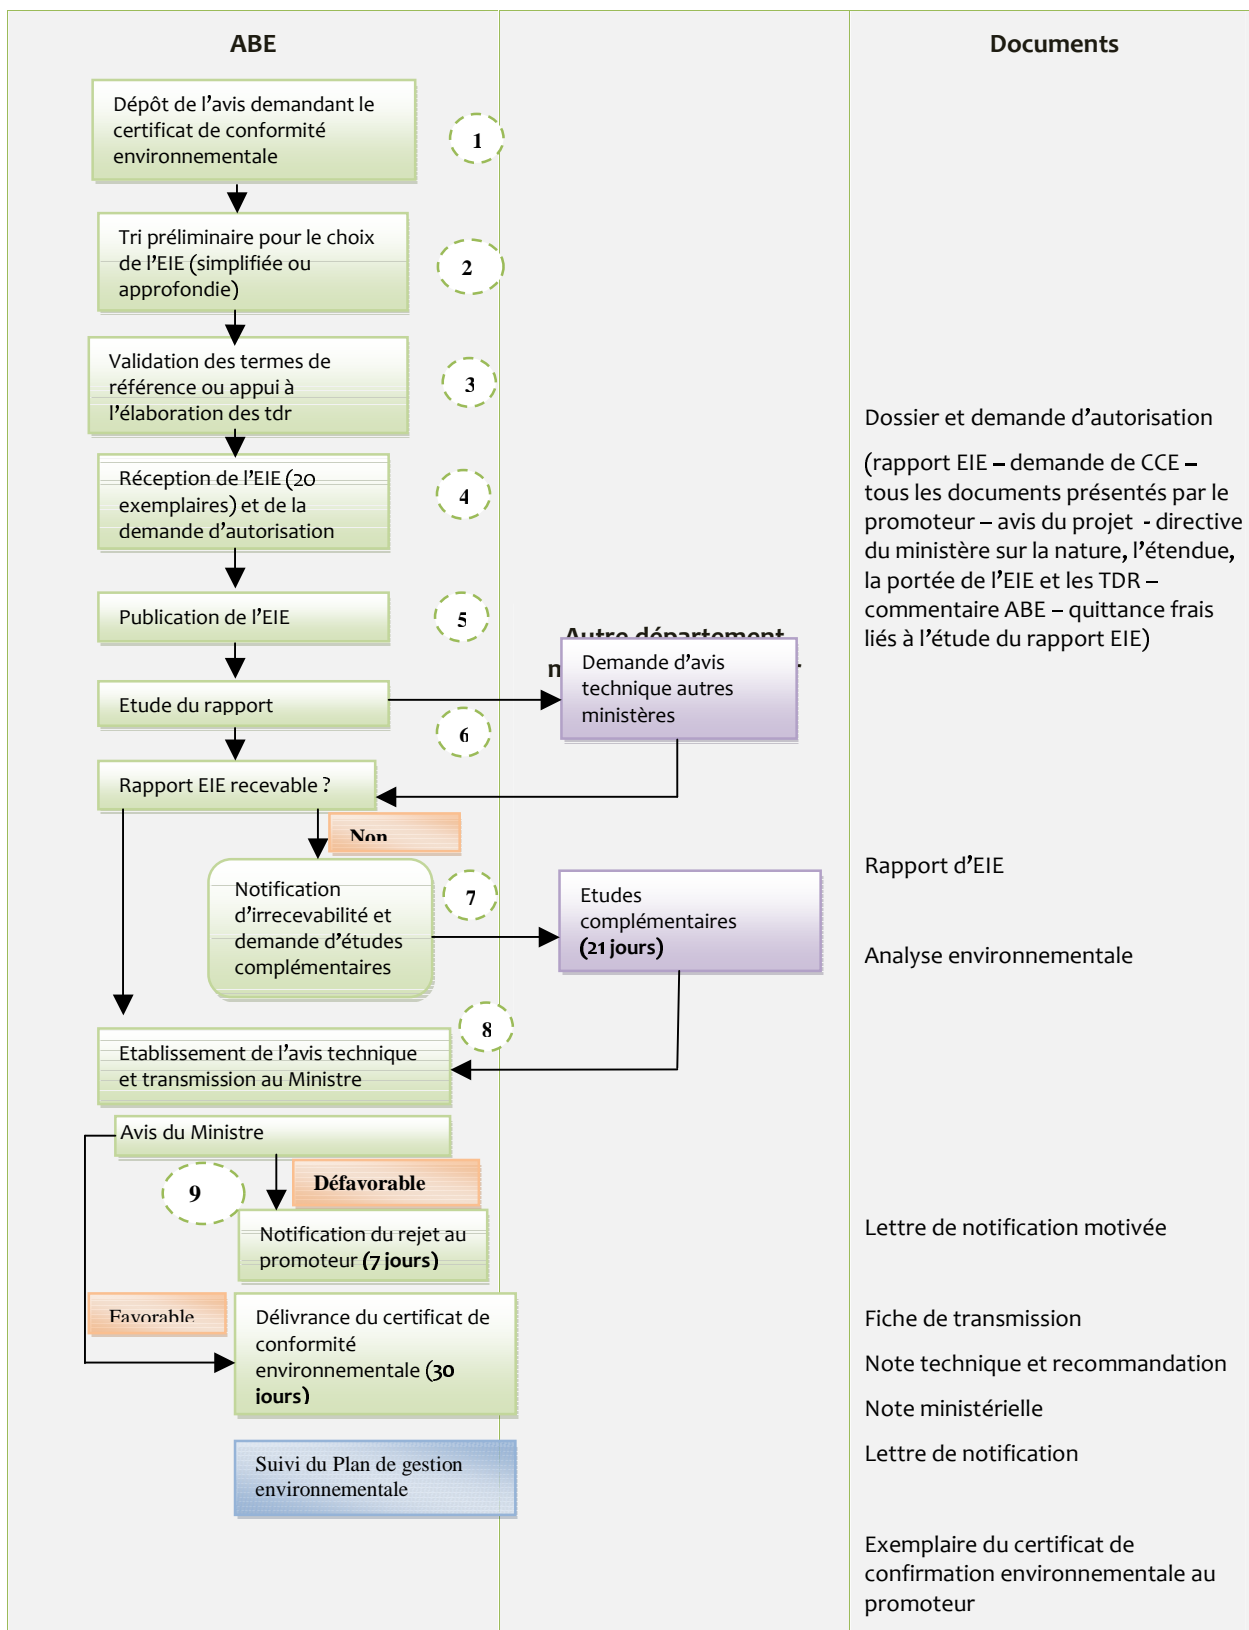 ABE
Documents
Dépôt de l'avis demandant le
certificat de conformité
environnementale
1
Tri préliminaire pour le choix
de l'EIE (simplifiée ou
approfondie)
2
Validation des termes de
référence ou appui à
l'élaboration des tdr
3
Réception de l'EIE (20
exemplaires) et de la
demande d'autorisation
4
Publication de l'EIE
5
Autre département
Demande d'avis
technique autres
ministères
Etude du rapport
6
Rapport EIE recevable ?
Non
Notification
d'irrecevabilité et
demande d'études
complémentaires
7
Etudes
complémentaires
(21 jours)
8
Etablissement de l'avis technique
et transmission au Ministre
Avis du Ministre
9
Défavorable
Notification du rejet au
promoteur (7 jours)
Favorable
Délivrance du certificat de
conformité
environnementale (30
jours)
Suivi du Plan de gestion
environnementale
Dossier et demande d'autorisation
(rapport EIE – demande de CCE –
tous les documents présentés par le
promoteur – avis du projet - directive
du ministère sur la nature, l'étendue,
la portée de l'EIE et les TDR –
commentaire ABE – quittance frais
liés à l'étude du rapport EIE)
Rapport d'EIE
Analyse environnementale
Lettre de notification motivée
Fiche de transmission
Note technique et recommandation
Note ministérielle
Lettre de notification
Exemplaire du certificat de
confirmation environnementale au
promoteur